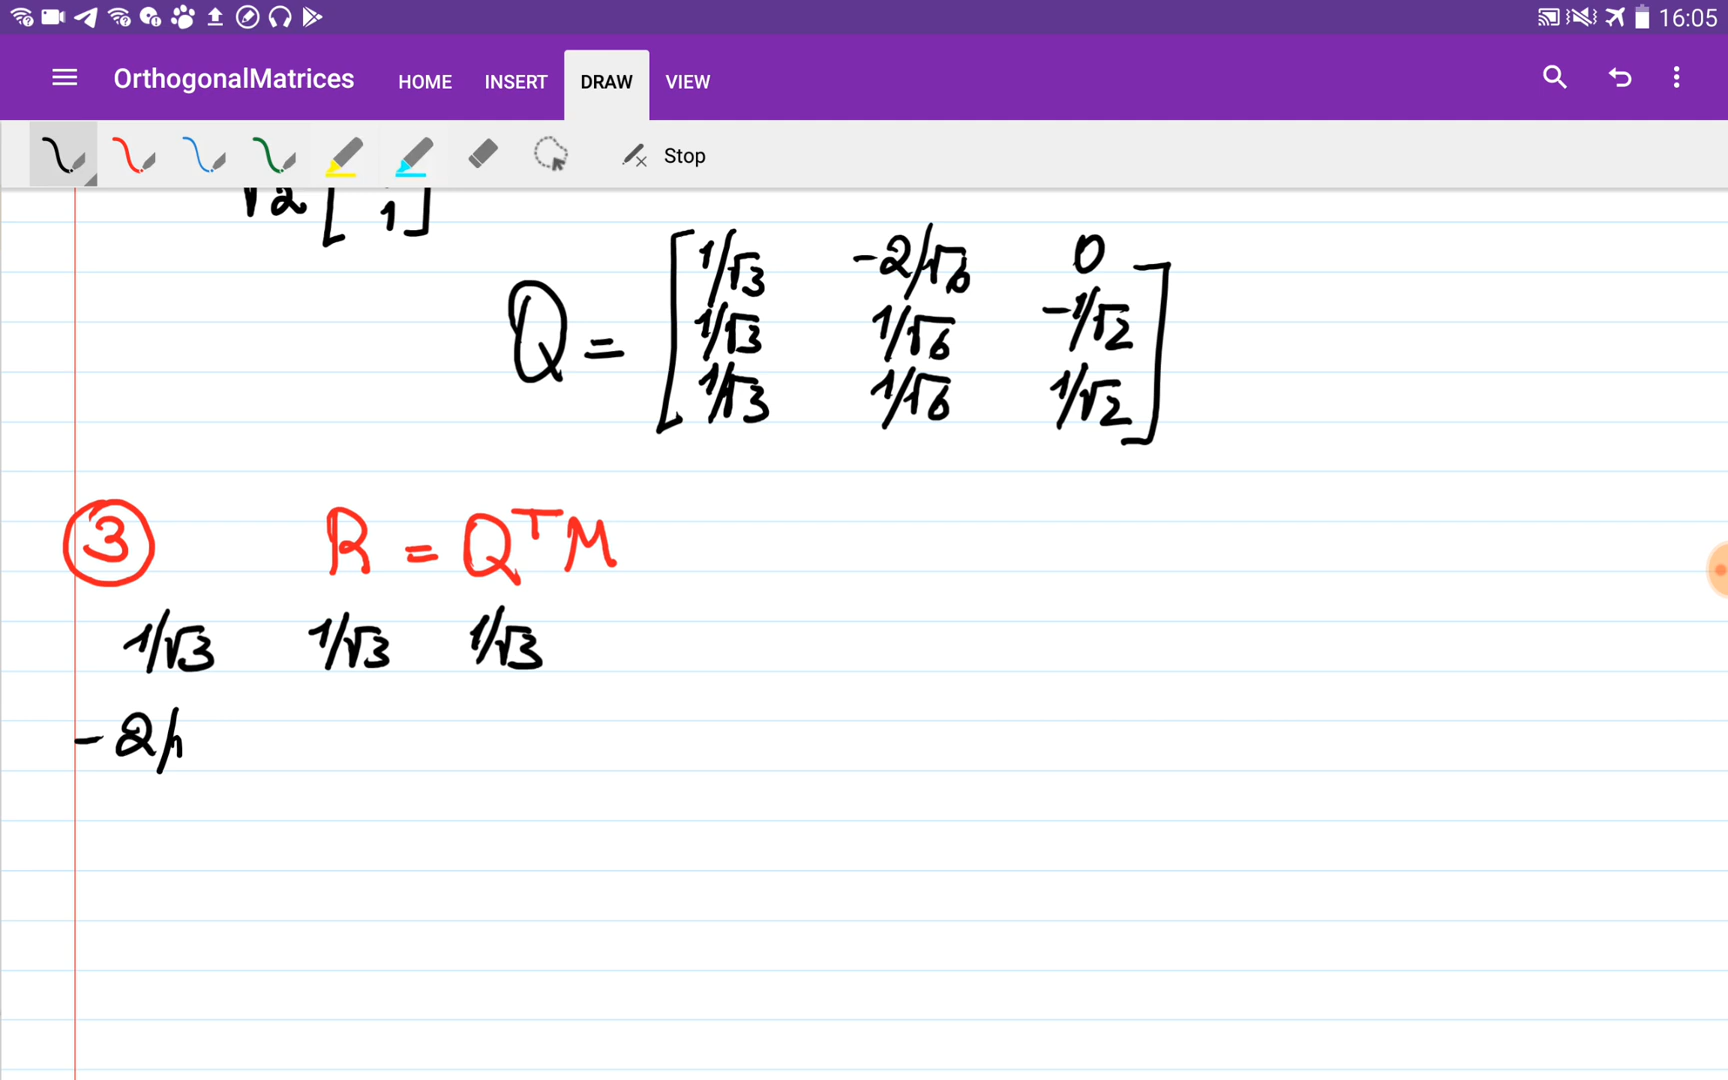 16:05
OrthogonalMatrices HOME INSERT DRAW VIEW
Stop
√2 [ 1 ]
Q = [ 1/√3 -2/√6 0
1/√3 1/√6 -1/√2
1/√3 1/√6 1/√2 ]
3 R = QᵀM
1/√3 1/√3 1/√3
-2/